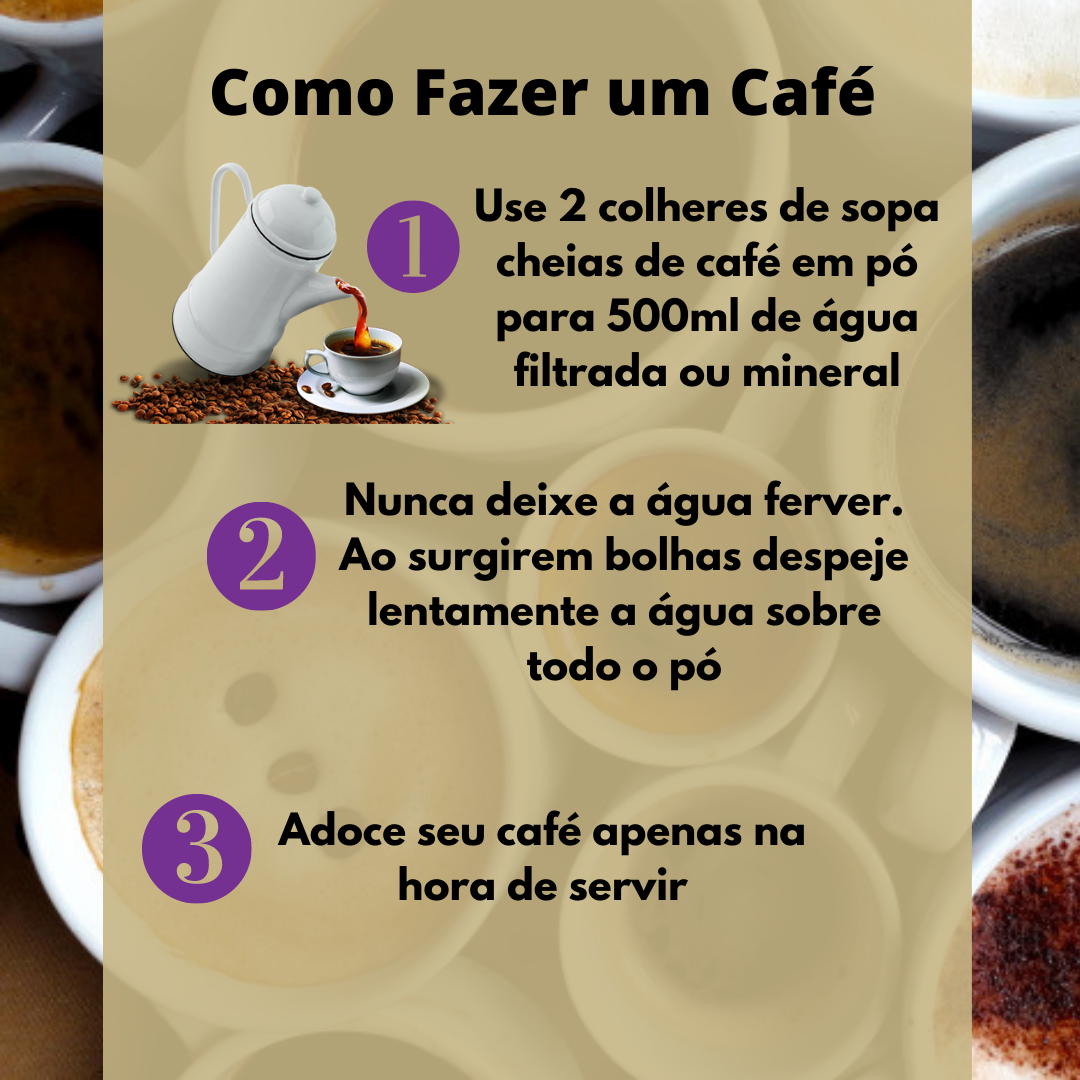 Como Fazer um Café
1
Use 2 colheres de sopa
cheias de café em pó
para 500ml de água
filtrada ou mineral
2
Nunca deixe a água ferver.
Ao surgirem bolhas despeje
lentamente a água sobre
todo o pó
3
Adoce seu café apenas na
hora de servir